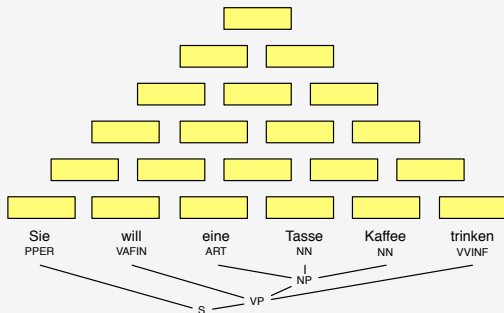 Sie will eine Tasse Kaffee trinken
PPER VAFIN ART NN NN VVINF
NP
VP
S